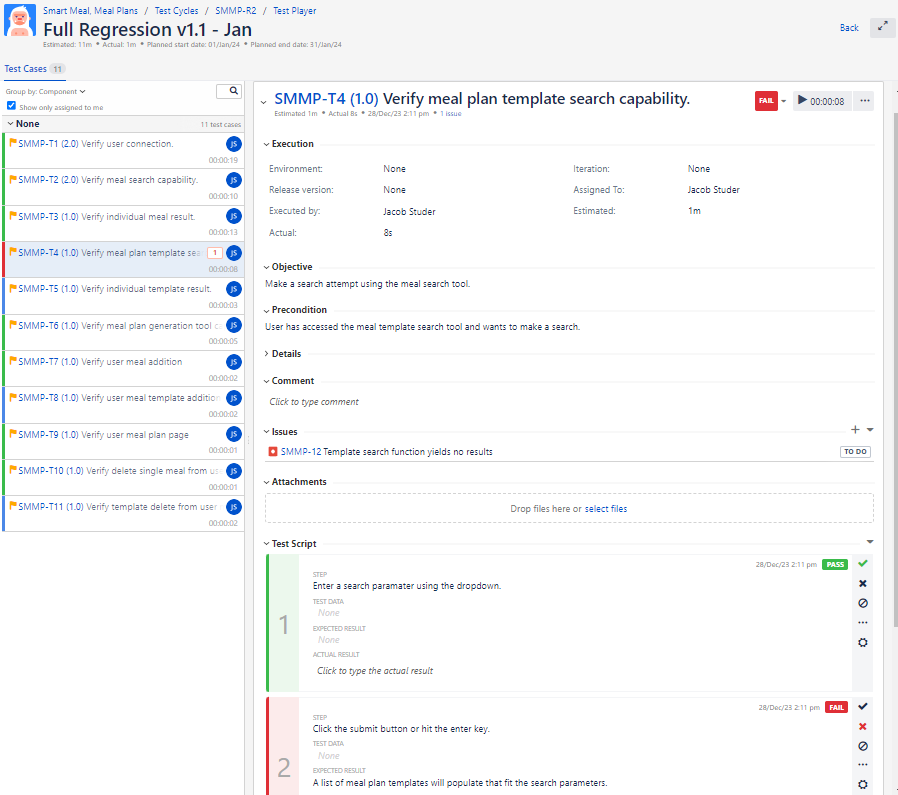 Smart Meal, Meal Plans / Test Cycles / SMMP-R2 / Test Player
Full Regression v1.1 - Jan
Estimated: 11m • Actual: 1m • Planned start date: 01/Jan/24 • Planned end date: 31/Jan/24
Back
Test Cases 11
Group by: Component
Show only assigned to me
None 11 test cases
SMMP-T1 (2.0) Verify user connection. JS
00:00:19
SMMP-T2 (2.0) Verify meal search capability. JS
00:00:10
SMMP-T3 (1.0) Verify individual meal result. JS
00:00:13
SMMP-T4 (1.0) Verify meal plan template sea 1 JS
00:00:08
SMMP-T5 (1.0) Verify individual template result. JS
00:00:03
SMMP-T6 (1.0) Verify meal plan generation tool ca JS
00:00:05
SMMP-T7 (1.0) Verify user meal addition JS
00:00:02
SMMP-T8 (1.0) Verify user meal template addition JS
00:00:02
SMMP-T9 (1.0) Verify user meal plan page JS
00:00:01
SMMP-T10 (1.0) Verify delete single meal from use JS
00:00:01
SMMP-T11 (1.0) Verify template delete from user JS
00:00:02
SMMP-T4 (1.0) Verify meal plan template search capability.
Estimated 1m • Actual 8s • 28/Dec/23 2:11 pm • 1 issue
FAIL
00:00:08
Execution
Environment: None Iteration: None
Release version: None Assigned To: Jacob Studer
Executed by: Jacob Studer Estimated: 1m
Actual: 8s
Objective
Make a search attempt using the meal search tool.
Precondition
User has accessed the meal template search tool and wants to make a search.
Details
Comment
Click to type comment
Issues
SMMP-12 Template search function yields no results TO DO
Attachments
Drop files here or select files
Test Script
28/Dec/23 2:11 pm PASS
1
STEP
Enter a search paramater using the dropdown.
TEST DATA
None
EXPECTED RESULT
None
ACTUAL RESULT
Click to type the actual result
28/Dec/23 2:11 pm FAIL
2
STEP
Click the submit button or hit the enter key.
TEST DATA
None
EXPECTED RESULT
A list of meal plan templates will populate that fit the search parameters.